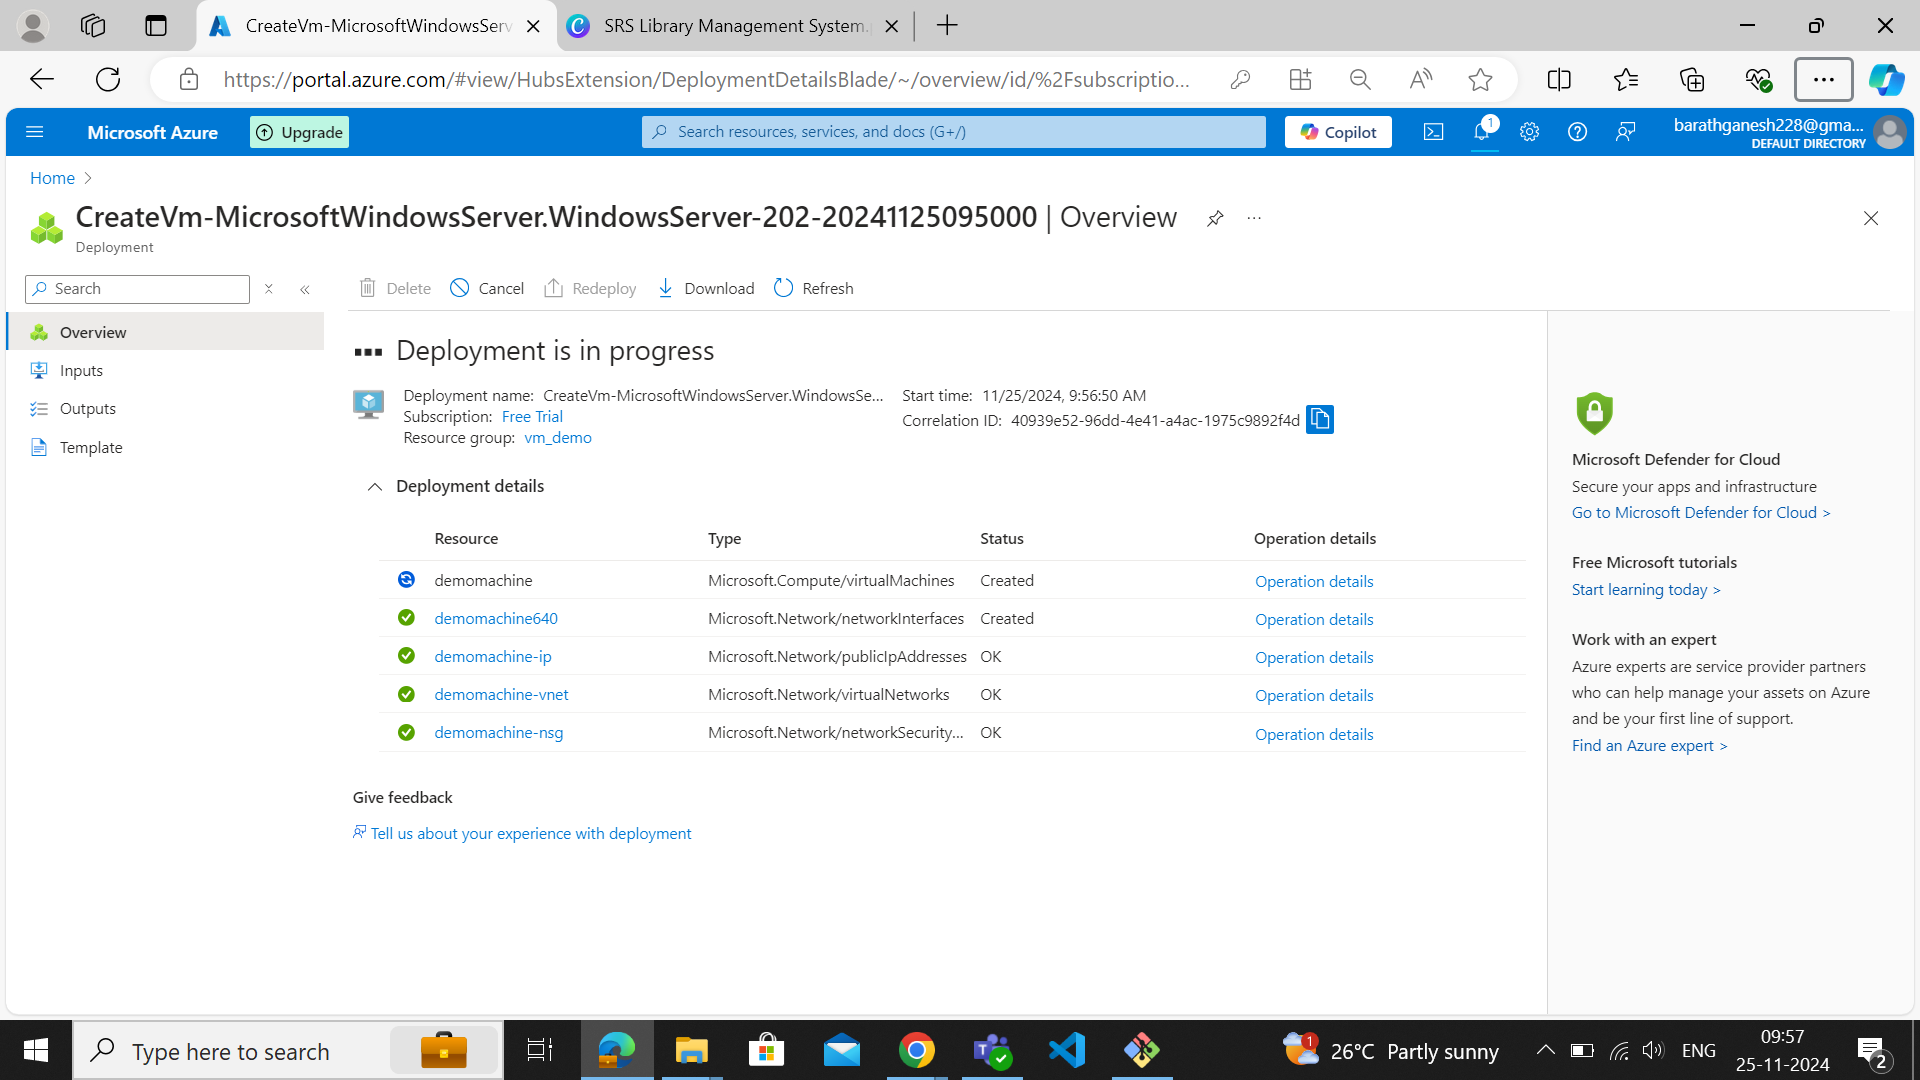 CreateVm-MicrosoftWindowsServ
SRS Library Management System.
https://portal.azure.com/#view/HubsExtension/DeploymentDetailsBlade/~/overview/id/%2Fsubscriptio...
Microsoft Azure
Upgrade
Search resources, services, and docs (G+/)
Copilot
1
barathganesh228@gma...
DEFAULT DIRECTORY
Home
CreateVm-MicrosoftWindowsServer.WindowsServer-202-20241125095000 | Overview
Deployment
Search
Overview
Inputs
Outputs
Template
Delete
Cancel
Redeploy
Download
Refresh
Deployment is in progress
Deployment name: CreateVm-MicrosoftWindowsServer.WindowsSe...
Subscription: Free Trial
Resource group: vm_demo
Start time: 11/25/2024, 9:56:50 AM
Correlation ID: 40939e52-96dd-4e41-a4ac-1975c9892f4d
Deployment details
Resource Type Status Operation details
demomachine Microsoft.Compute/virtualMachines Created Operation details
demomachine640 Microsoft.Network/networkInterfaces Created Operation details
demomachine-ip Microsoft.Network/publicIpAddresses OK Operation details
demomachine-vnet Microsoft.Network/virtualNetworks OK Operation details
demomachine-nsg Microsoft.Network/networkSecurity... OK Operation details
Give feedback
Tell us about your experience with deployment
Microsoft Defender for Cloud
Secure your apps and infrastructure
Go to Microsoft Defender for Cloud >
Free Microsoft tutorials
Start learning today >
Work with an expert
Azure experts are service provider partners
who can help manage your assets on Azure
and be your first line of support.
Find an Azure expert >
Type here to search
1
26°C Partly sunny
ENG
09:57
25-11-2024
2